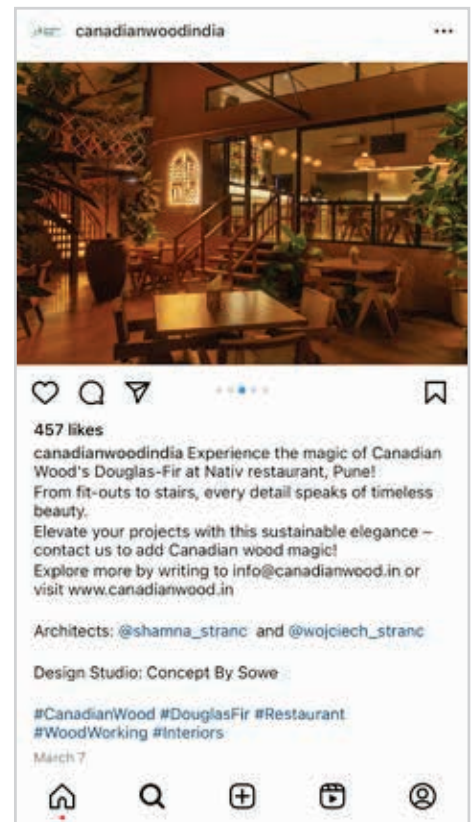 canadianwoodindia
457 likes
canadianwoodindia Experience the magic of Canadian
Wood's Douglas-Fir at Nativ restaurant, Pune!
From fit-outs to stairs, every detail speaks of timeless
beauty.
Elevate your projects with this sustainable elegance –
contact us to add Canadian wood magic!
Explore more by writing to info@canadianwood.in or
visit www.canadianwood.in
Architects: @shamna_stranc and @wojciech_stranc
Design Studio: Concept By Sowe
#CanadianWood #DouglasFir #Restaurant
#WoodWorking #Interiors
March 7